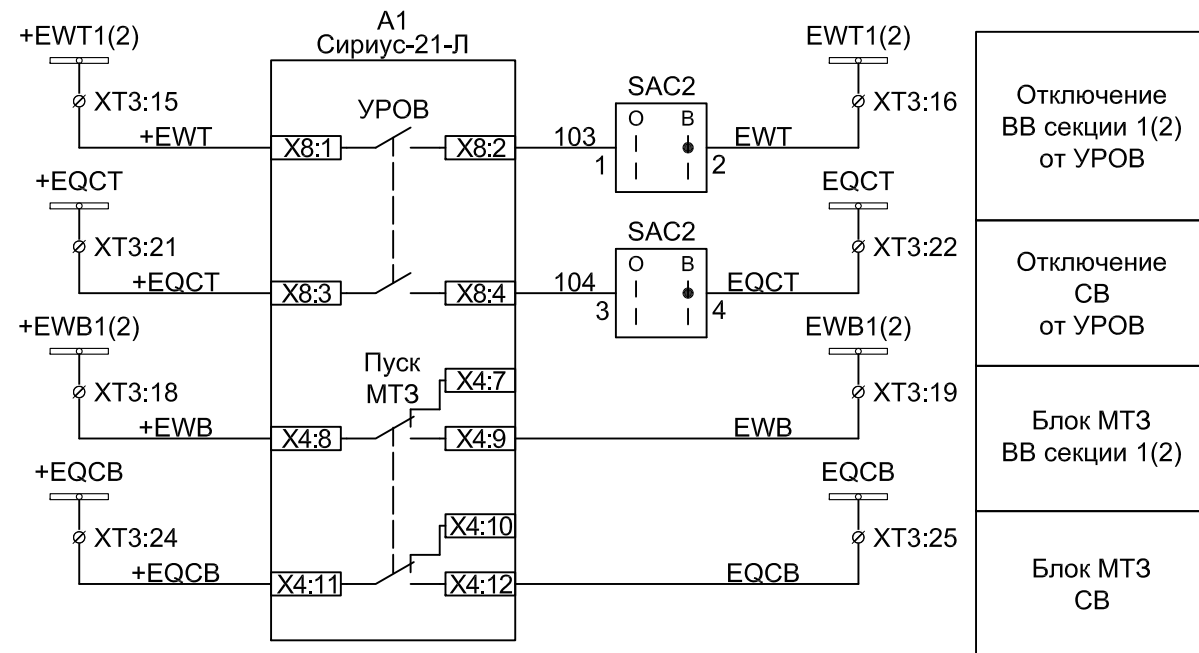 A1
Сириус-21-Л
+EWT1(2)
EWT1(2)
XT3:15
УРОВ
SAC2
О В
XT3:16
+EWT
X8:1
X8:2
103
1
2
EWT
Отключение
ВВ секции 1(2)
от УРОВ
+EQCT
EQCT
XT3:21
SAC2
О В
XT3:22
+EQCT
X8:3
X8:4
104
3
4
EQCT
Отключение
СВ
от УРОВ
+EWB1(2)
EWB1(2)
XT3:18
Пуск
МТЗ
X4:7
XT3:19
+EWB
X4:8
X4:9
EWB
Блок МТЗ
ВВ секции 1(2)
+EQCB
EQCB
XT3:24
X4:10
XT3:25
+EQCB
X4:11
X4:12
EQCB
Блок МТЗ
СВ